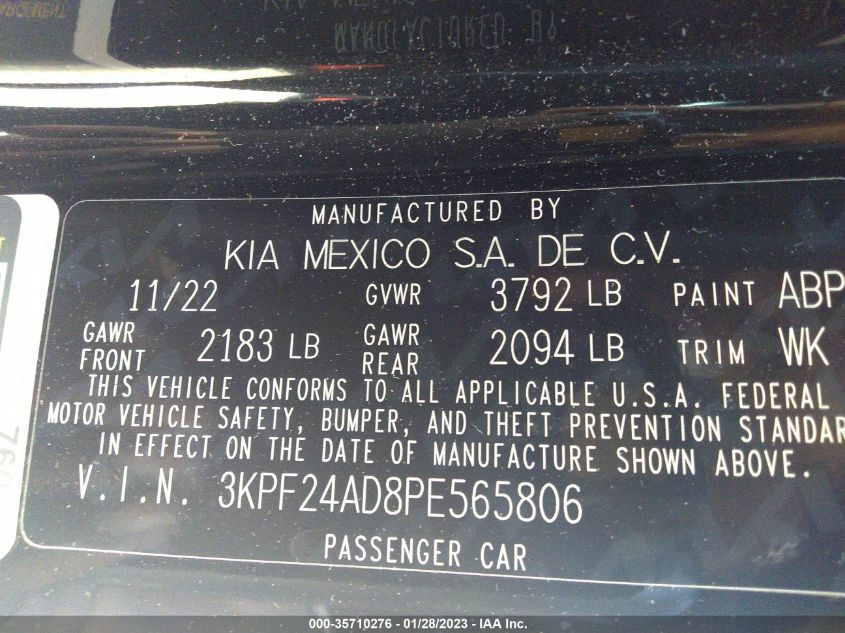 MANUFACTURED BY
KIA MEXICO S.A. DE C.V.
11/22 GVWR 3792 LB PAINT ABP
GAWR FRONT 2183 LB GAWR REAR 2094 LB TRIM WK
THIS VEHICLE CONFORMS TO ALL APPLICABLE U.S.A. FEDERAL
MOTOR VEHICLE SAFETY, BUMPER, AND THEFT PREVENTION STANDAR
IN EFFECT ON THE DATE OF MANUFACTURE SHOWN ABOVE.
V.I.N. 3KPF24AD8PE565806
PASSENGER CAR
000-35710276 - 01/28/2023 - IAA Inc.